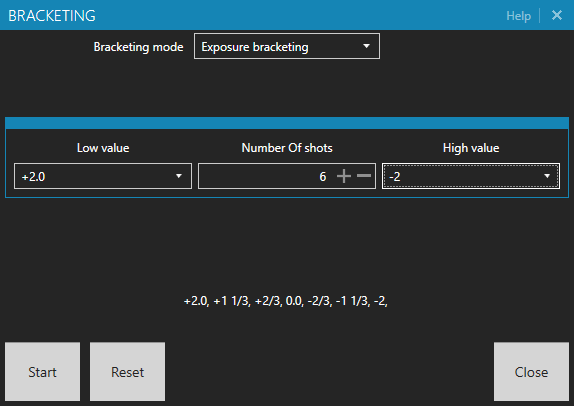 BRACKETING Help
Bracketing mode Exposure bracketing
Low value Number Of shots High value
+2.0 6 -2
+2.0, +1 1/3, +2/3, 0.0, -2/3, -1 1/3, -2,
Start Reset Close